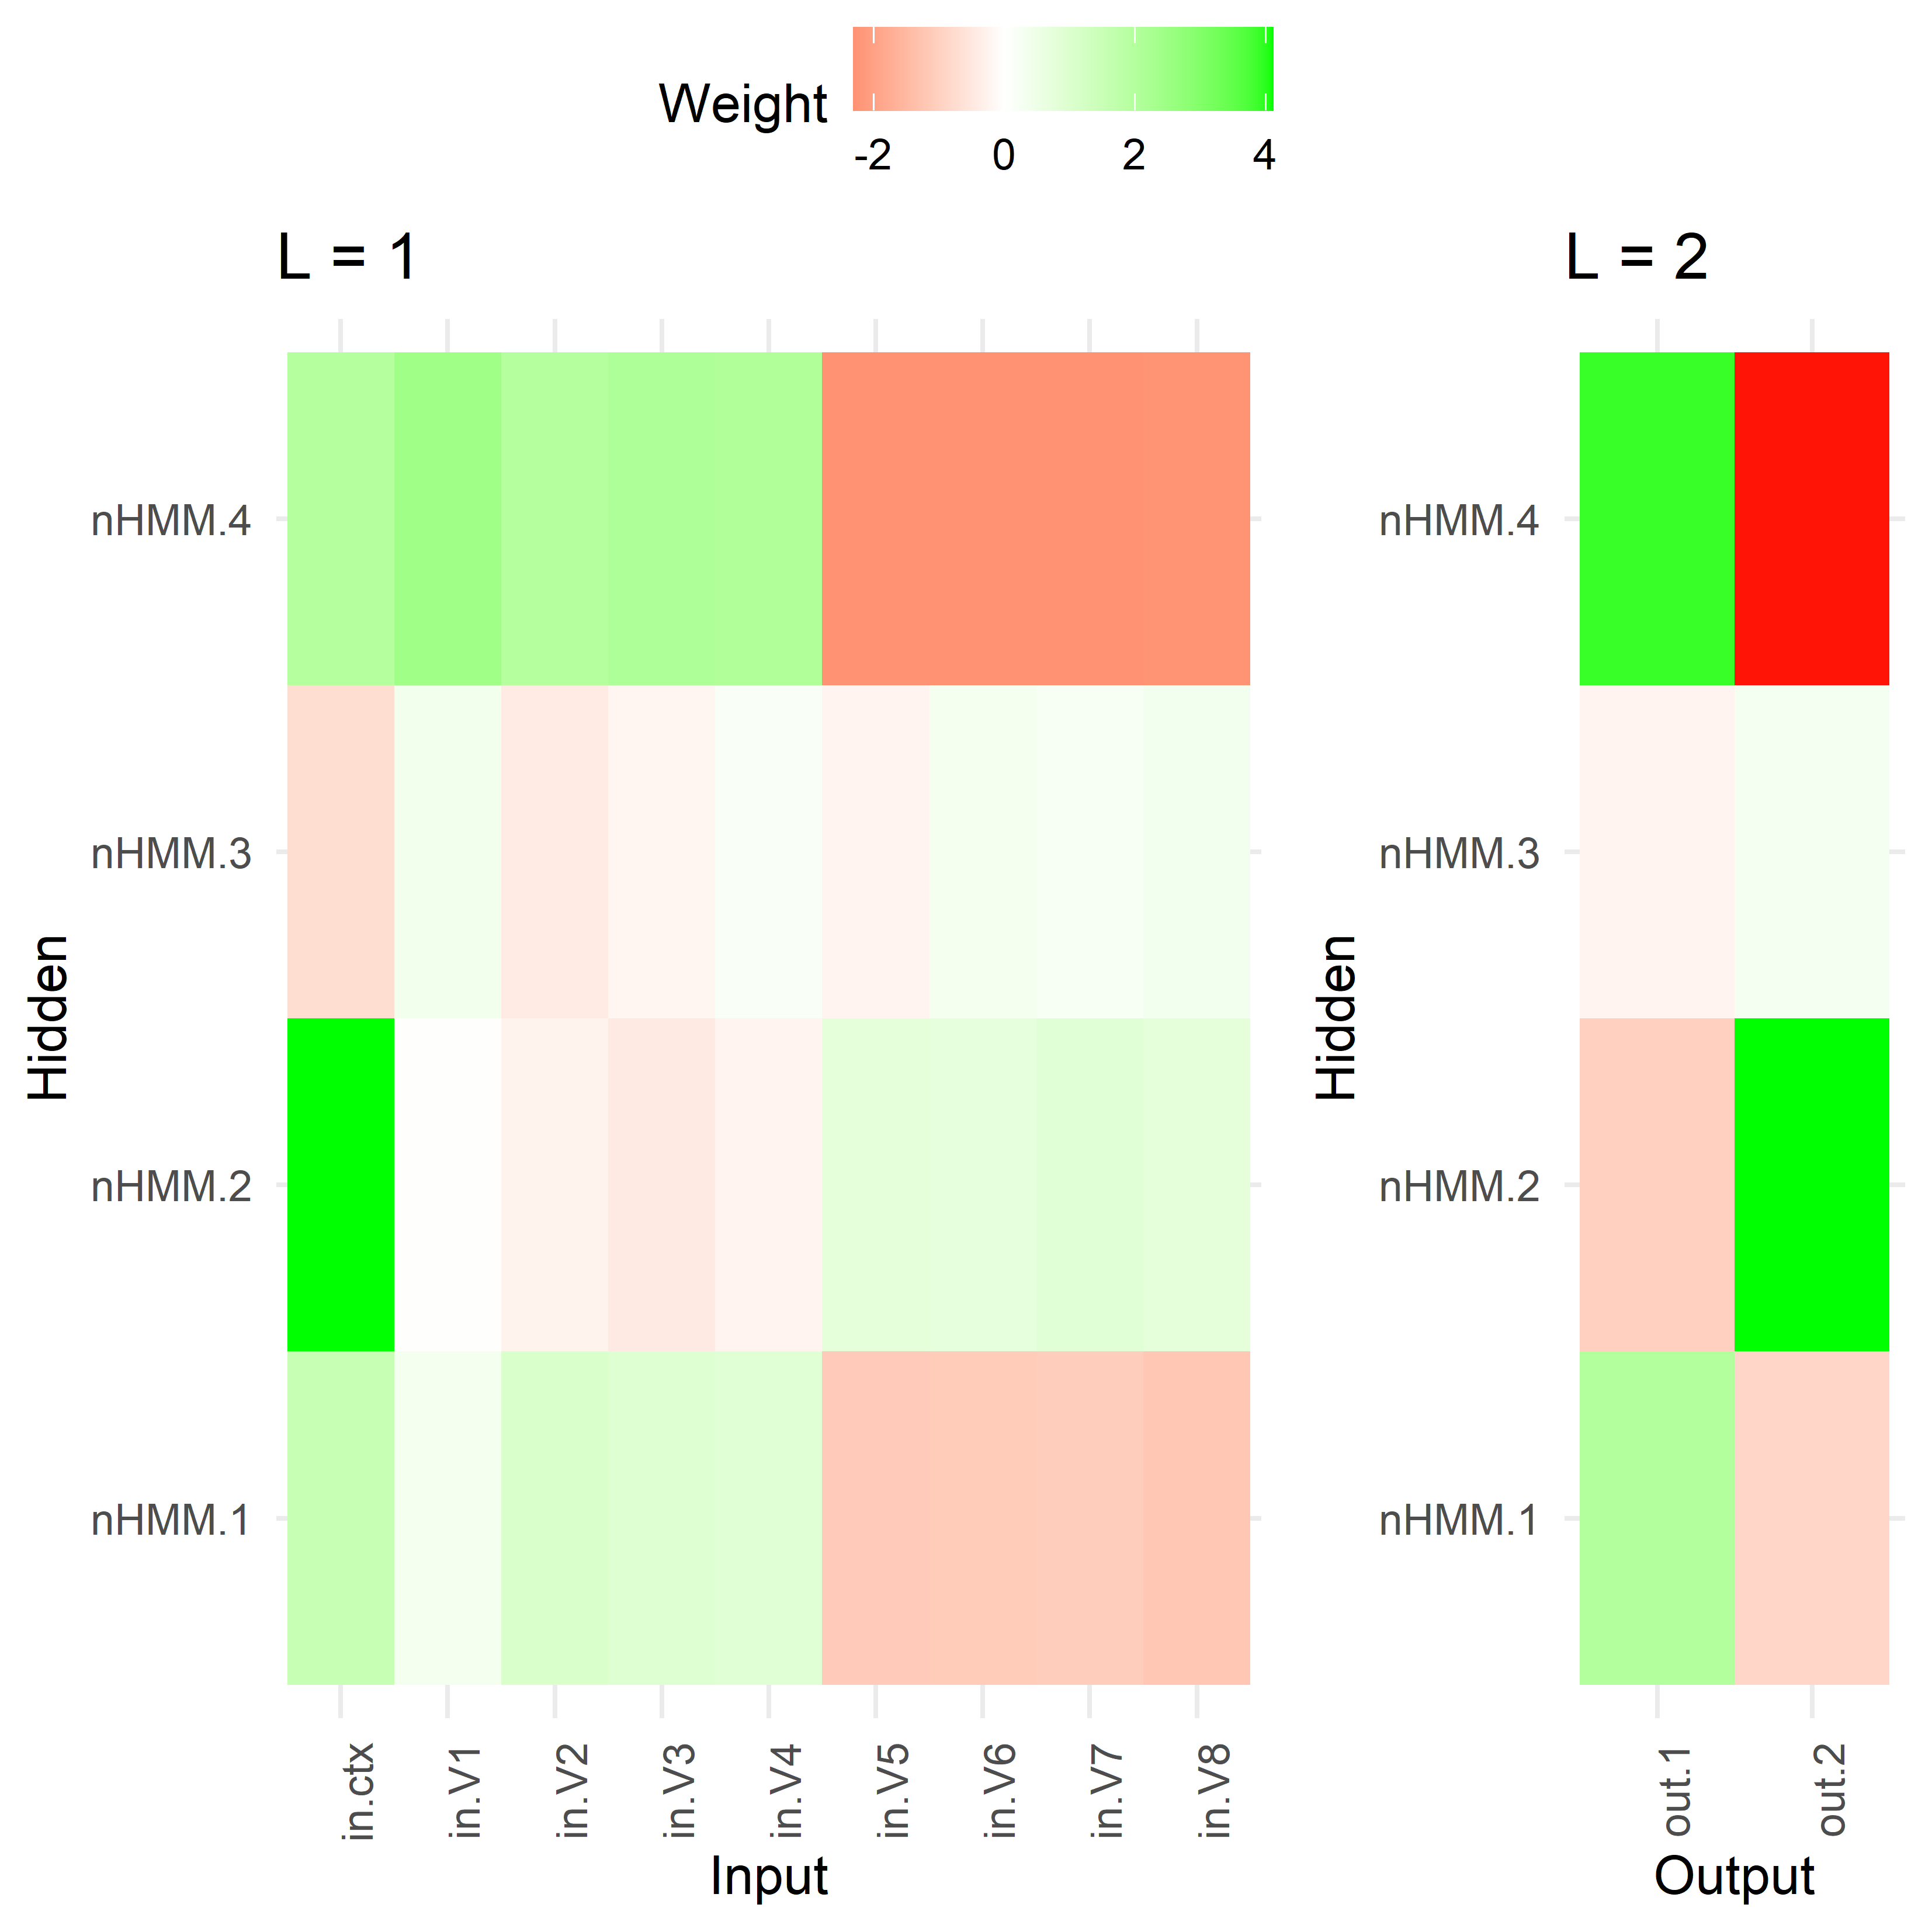 Weight
-2 0 2 4
L = 1
L = 2
nHMM.4
nHMM.3
nHMM.2
nHMM.1
Hidden
in.ctx in.V1 in.V2 in.V3 in.V4 in.V5 in.V6 in.V7 in.V8
Input
nHMM.4
nHMM.3
nHMM.2
nHMM.1
Hidden
out.1 out.2
Output